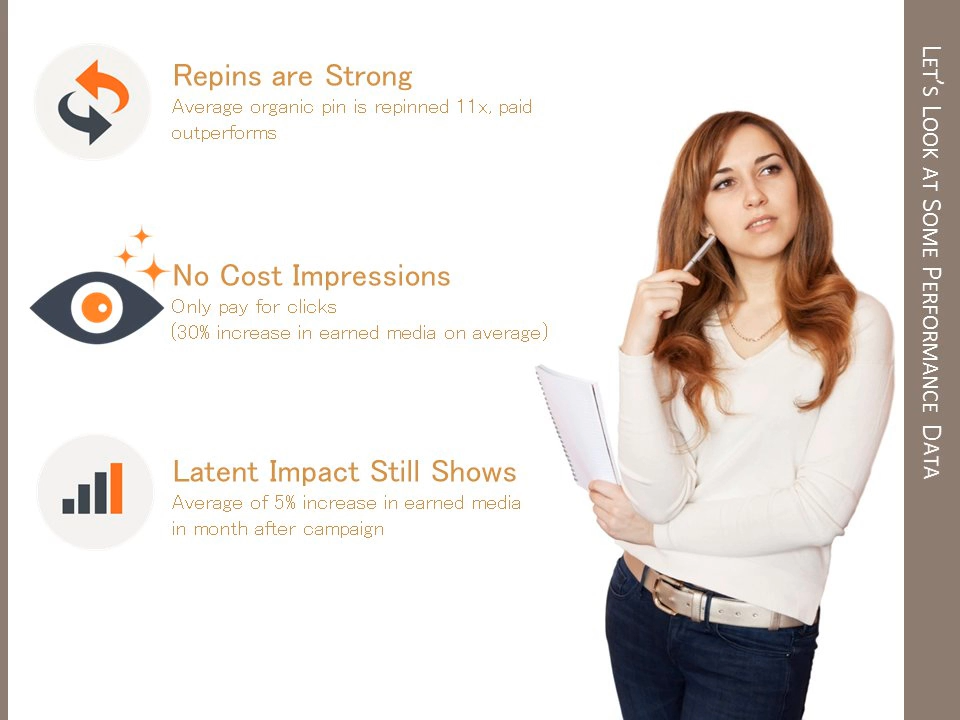 Repins are Strong
Average organic pin is repinned 11x, paid
outperforms
No Cost Impressions
Only pay for clicks
(30% increase in earned media on average)
Latent Impact Still Shows
Average of 5% increase in earned media
in month after campaign
Let's Look at Some Performance Data